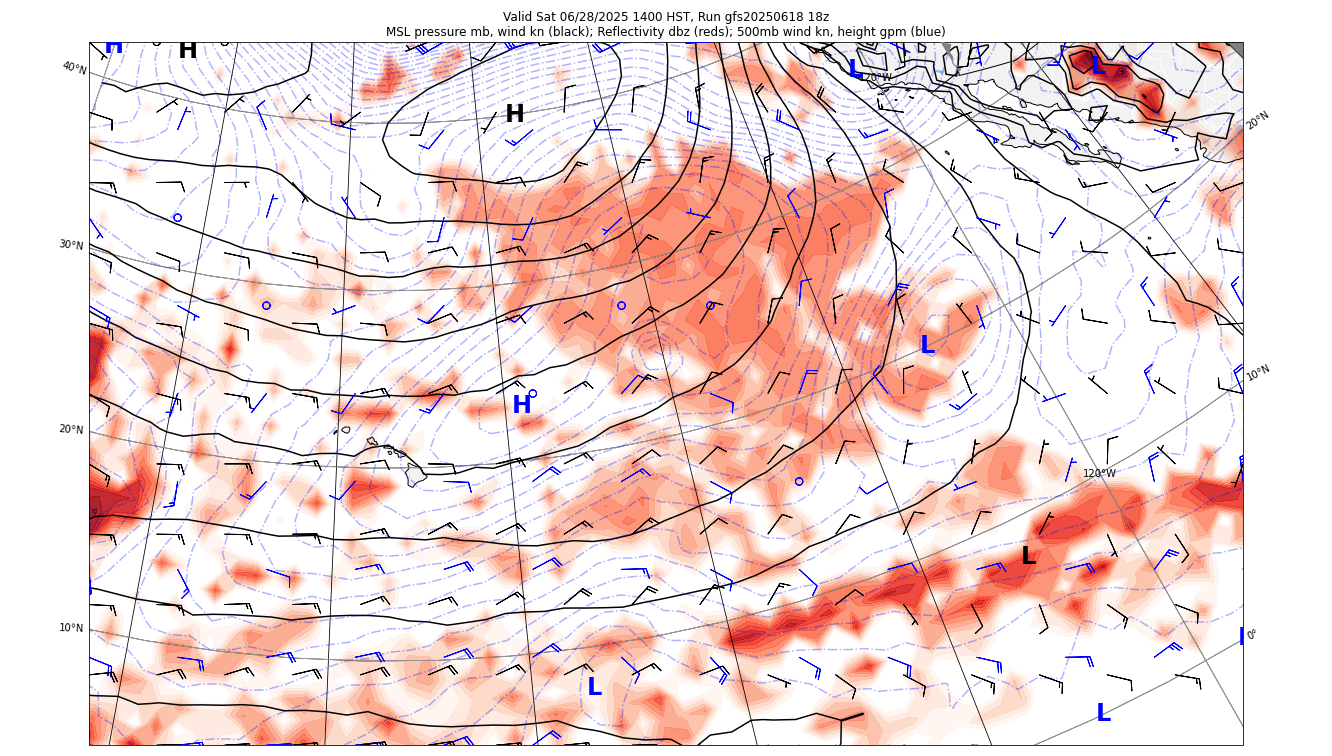 Valid Sat 06/28/2025 1400 HST, Run gfs20250618 18z
MSL pressure mb, wind kn (black); Reflectivity dbz (reds); 500mb wind kn, height gpm (blue)
H H L L
40°N 120°W
H
20°N
30°N
L
10°N
H
20°N
120°W
L
10°N 0°
L
L